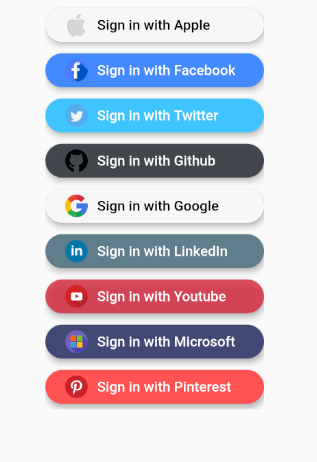 Sign in with Apple
Sign in with Facebook
Sign in with Twitter
Sign in with Github
Sign in with Google
Sign in with LinkedIn
Sign in with Youtube
Sign in with Microsoft
Sign in with Pinterest